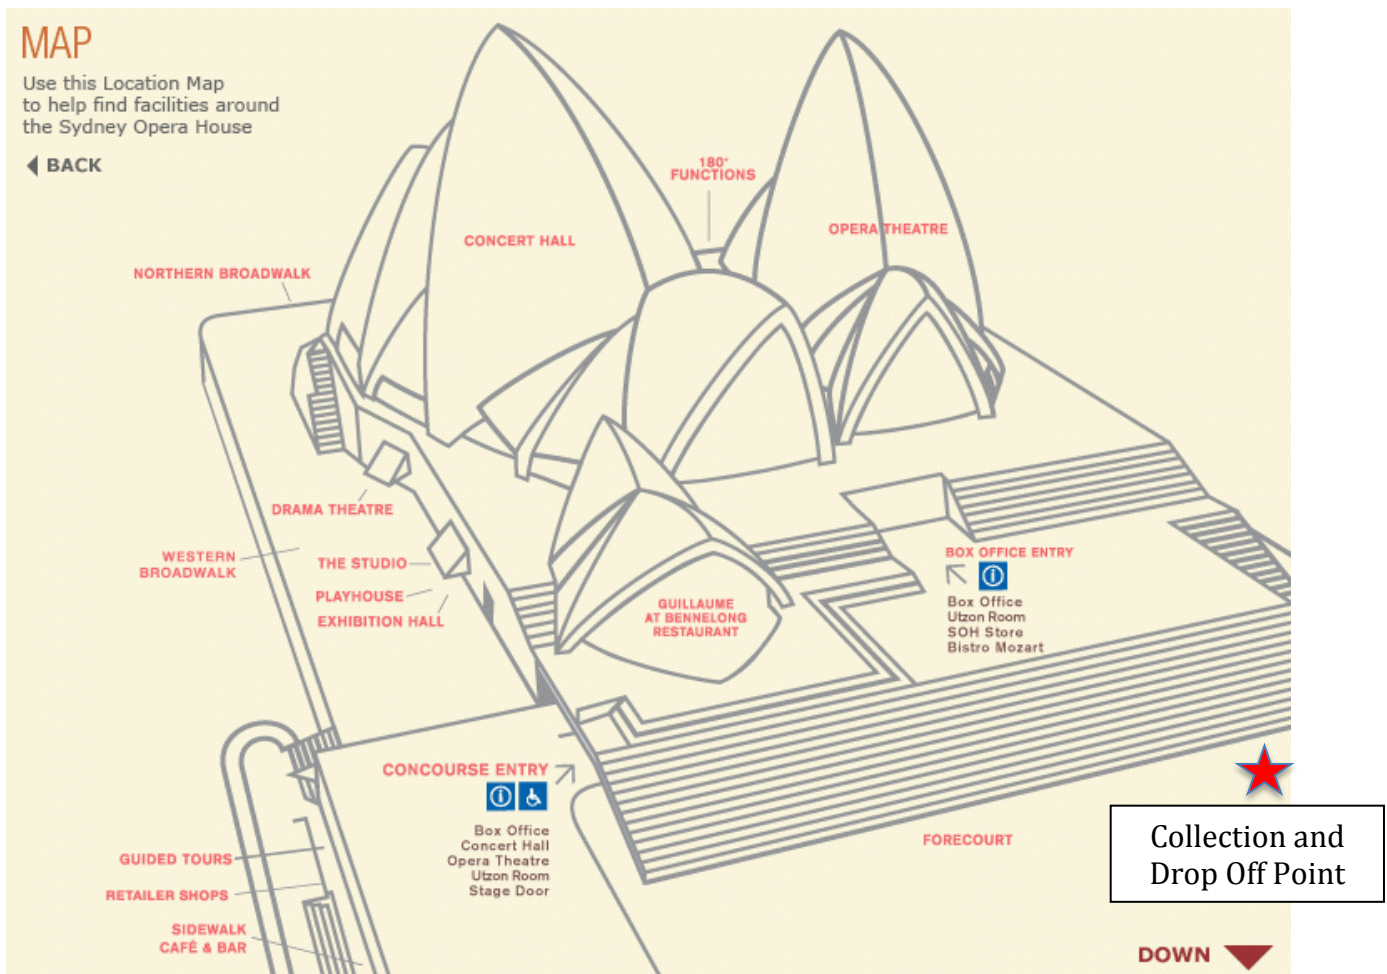 MAP
Use this Location Map
to help find facilities around
the Sydney Opera House
BACK
180°
FUNCTIONS
CONCERT HALL
OPERA THEATRE
NORTHERN BROADWALK
DRAMA THEATRE
WESTERN
BROADWALK
THE STUDIO
PLAYHOUSE
EXHIBITION HALL
GUILLAUME
AT BENNELONG
RESTAURANT
BOX OFFICE ENTRY
Box Office
Utzon Room
SOH Store
Bistro Mozart
CONCOURSE ENTRY
Box Office
Concert Hall
Opera Theatre
Utzon Room
Stage Door
FORECOURT
Collection and
Drop Off Point
GUIDED TOURS
RETAILER SHOPS
SIDEWALK
CAFÉ & BAR
DOWN